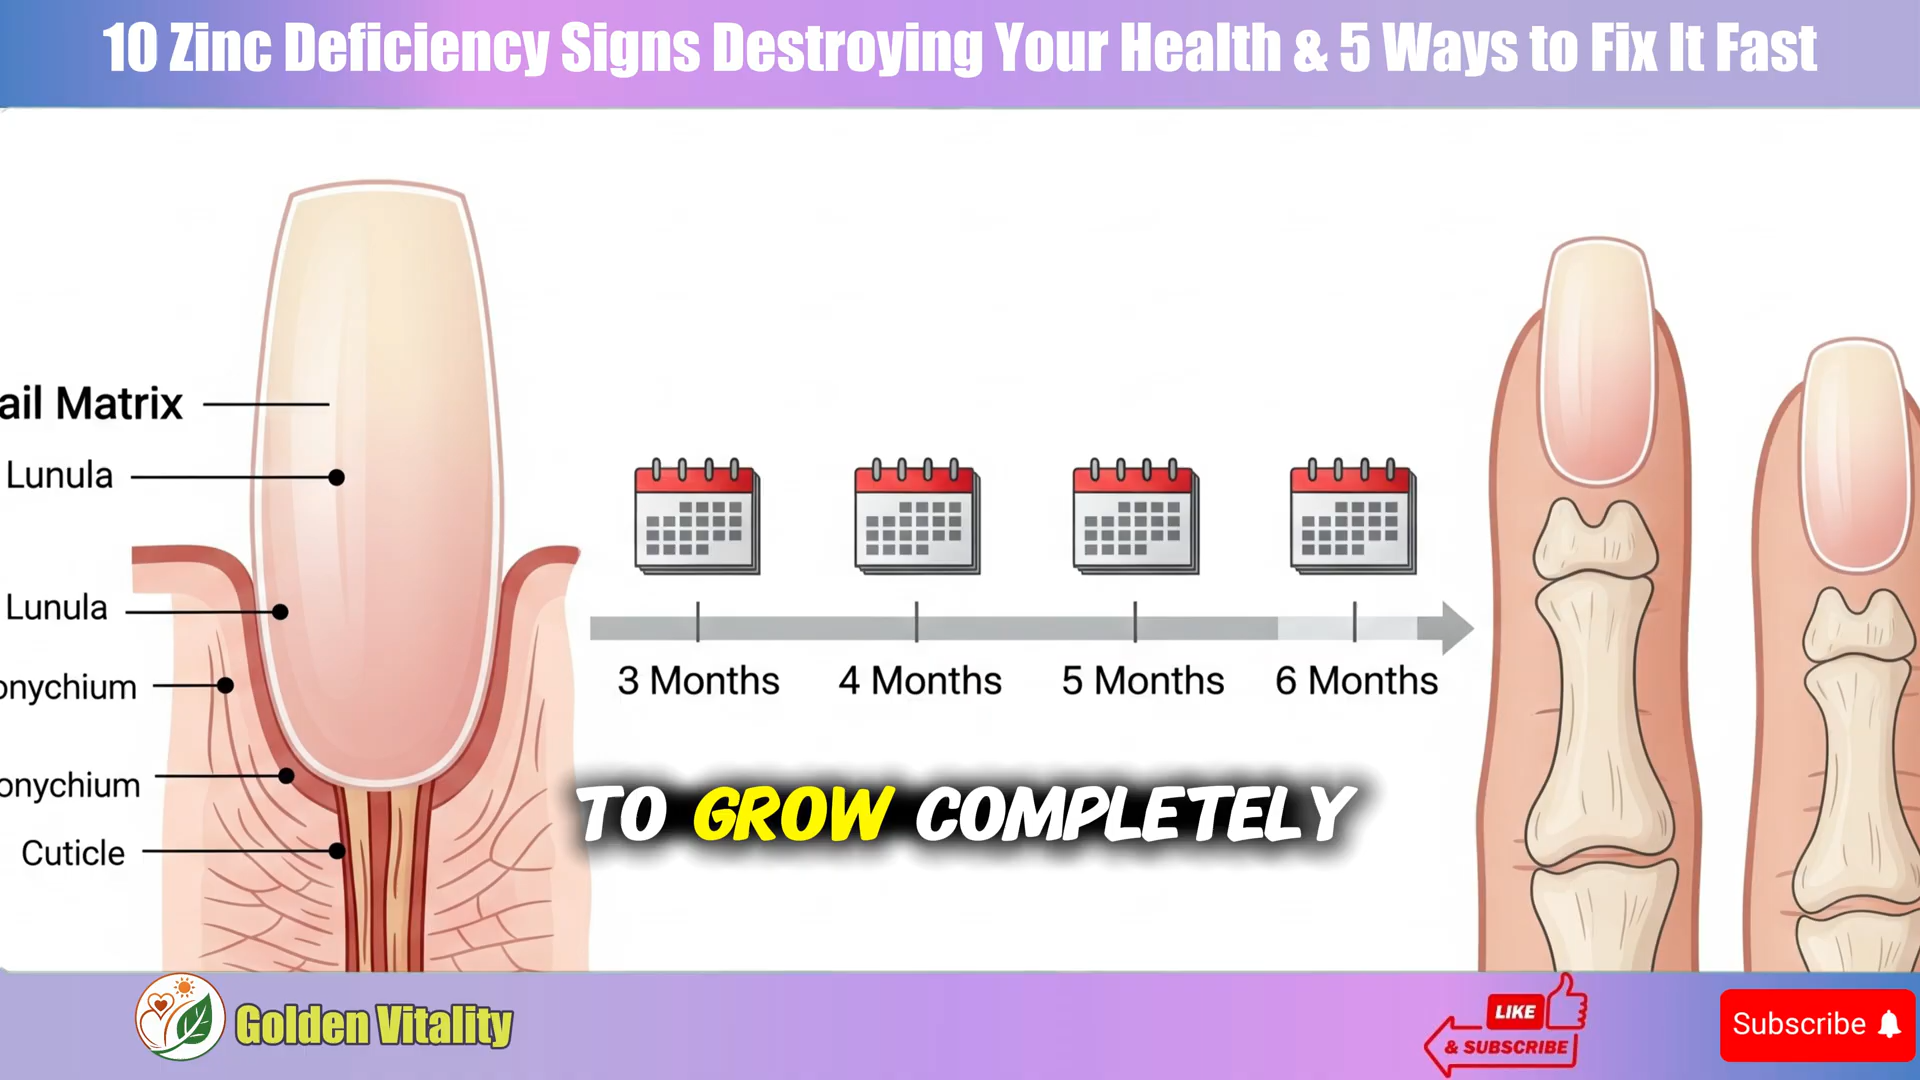 10 Zinc Deficiency Signs Destroying Your Health & 5 Ways to Fix It Fast
ail Matrix
Lunula
Lunula
onychium
onychium
Cuticle
3 Months
4 Months
5 Months
6 Months
TO GROW COMPLETELY
Golden Vitality
LIKE
& SUBSCRIBE
Subscribe